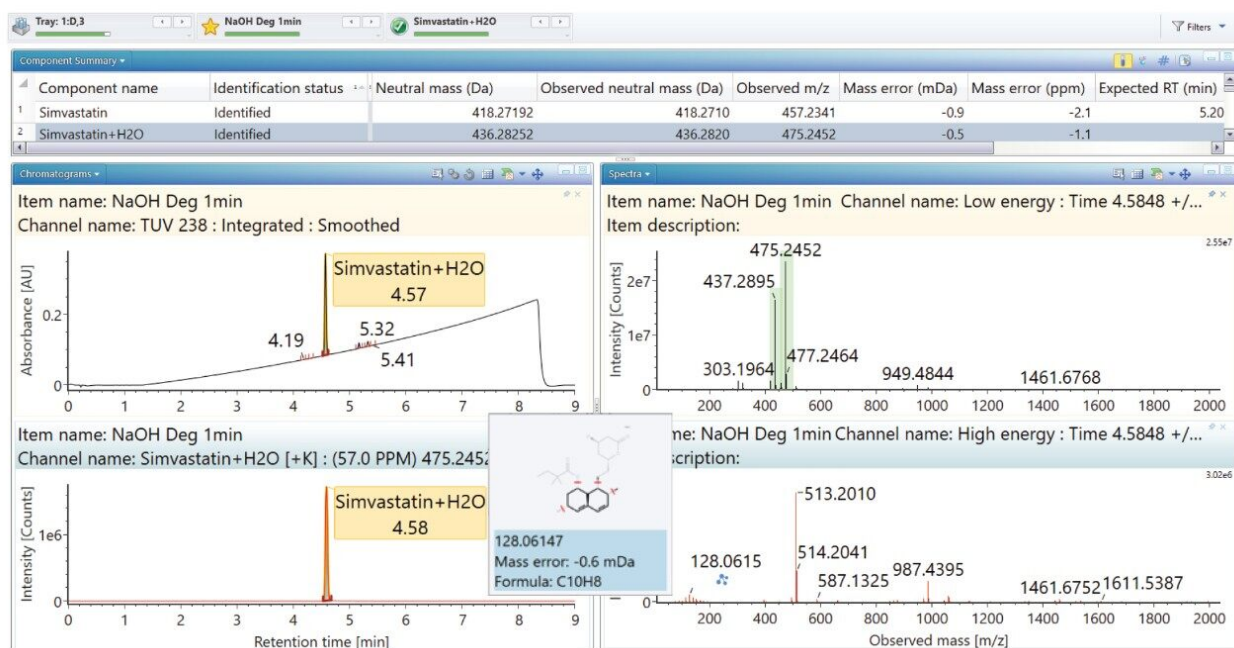 Tray: 1:D,3
NaOH Deg 1min
Simvastatin+H2O
Filters
Component Summary
Component name Identification status Neutral mass (Da) Observed neutral mass (Da) Observed m/z Mass error (mDa) Mass error (ppm) Expected RT (min)
1 Simvastatin Identified 418.27192 418.2710 457.2341 -0.9 -2.1 5.20
2 Simvastatin+H2O Identified 436.28252 436.2820 475.2452 -0.5 -1.1
Chromatograms
Item name: NaOH Deg 1min
Channel name: TUV 238 : Integrated : Smoothed
Absorbance [AU]
0.2
0
Simvastatin+H2O
4.57
4.19
5.32
5.41
0 1 2 3 4 5 6 7 8 9
Item name: NaOH Deg 1min
Channel name: Simvastatin+H2O [+K] : (57.0 PPM) 475.2452
Intensity [Counts]
1e6
0
Simvastatin+H2O
4.58
0 1 2 3 4 5 6 7 8 9
Retention time [min]
128.06147
Mass error: -0.6 mDa
Formula: C10H8
Spectra
Item name: NaOH Deg 1min Channel name: Low energy : Time 4.5848 +/...
Item description:
2.55e7
Intensity [Counts]
2e7
1e7
0
475.2452
437.2895
477.2464
303.1964
949.4844
1461.6768
200 400 600 800 1000 1200 1400 1600 1800 2000
me: NaOH Deg 1min Channel name: High energy : Time 4.5848 +/...
scription:
3.02e6
513.2010
514.2041
128.0615
587.1325
987.4395
1461.6752
1611.5387
0
200 400 600 800 1000 1200 1400 1600 1800 2000
Observed mass [m/z]